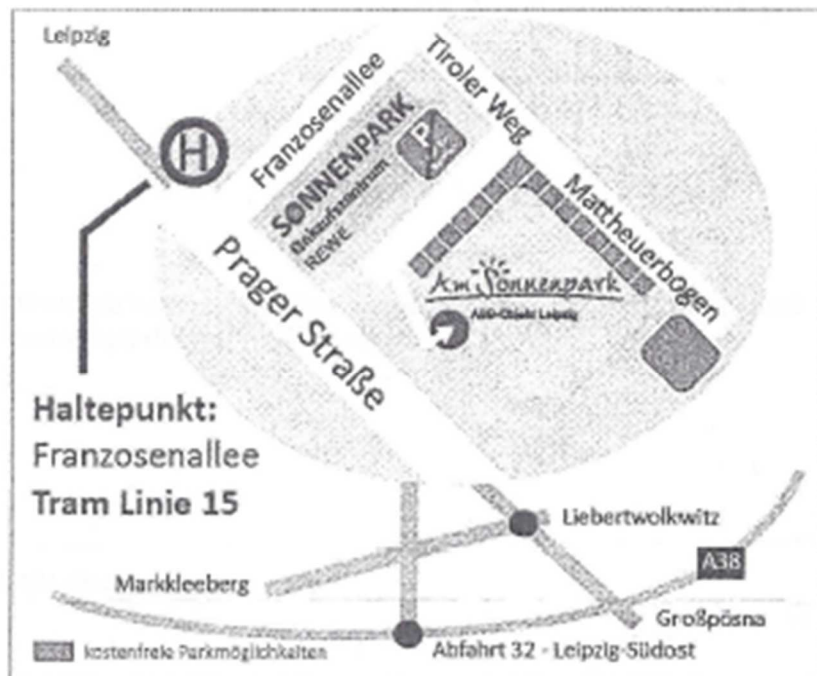 Leipzig
H
Franzosenallee
Tiroler Weg
SONNENPARK
Einkaufszentrum
REWE
P
Mattheuerbogen
Am Sonnenpark
Leipzig
Prager Straße
Haltepunkt:
Franzosenallee
Tram Linie 15
Liebertwolkwitz
A38
Markkleeberg
Großpösna
kostenfreie Parkmöglichkeiten
Abfahrt 32 - Leipzig-Südost